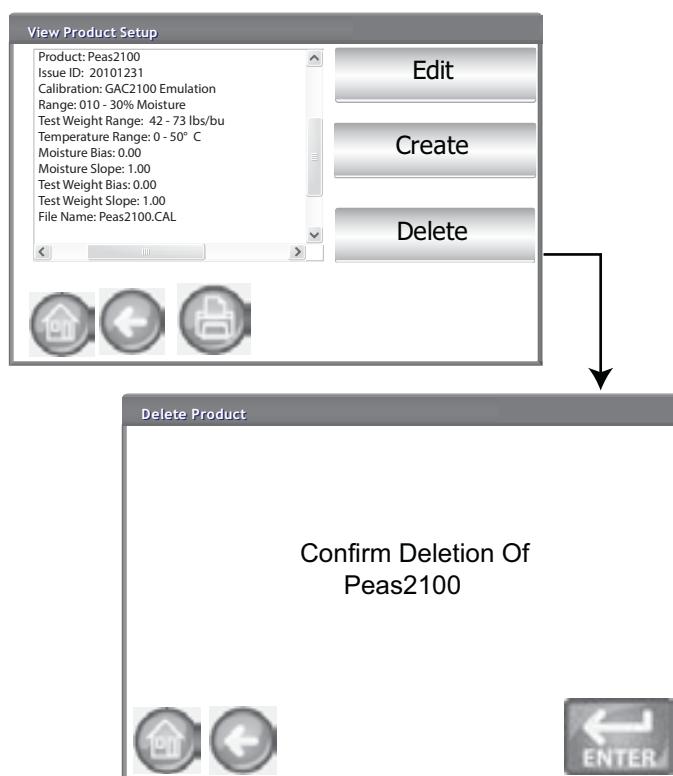 View Product Setup
Product: Peas2100
Issue ID: 20101231
Calibration: GAC2100 Emulation
Range: 010 - 30% Moisture
Test Weight Range: 42 - 73 lbs/bu
Temperature Range: 0 - 50° C
Moisture Bias: 0.00
Moisture Slope: 1.00
Test Weight Bias: 0.00
Test Weight Slope: 1.00
File Name: Peas2100.CAL
Edit
Create
Delete
Delete Product
Confirm Deletion Of
Peas2100
ENTER